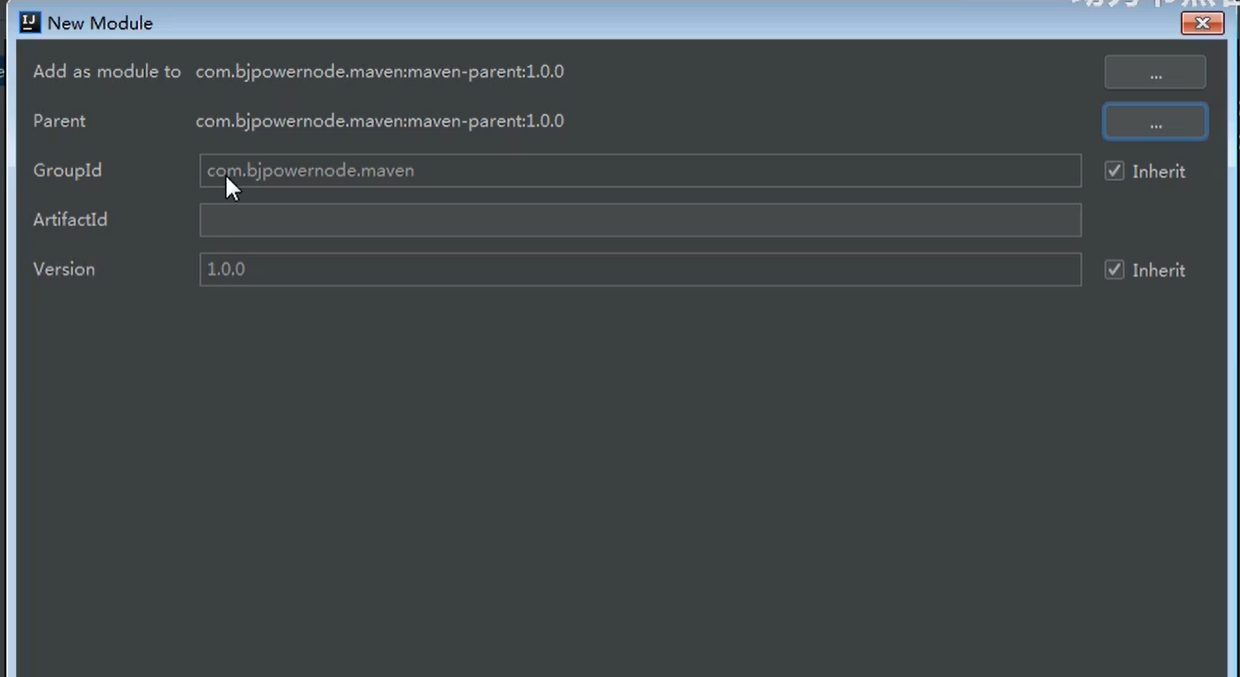 New Module
Add as module to com.bjpowernode.maven:maven-parent:1.0.0 ...
Parent com.bjpowernode.maven:maven-parent:1.0.0 ...
GroupId com.bjpowernode.maven Inherit
ArtifactId
Version 1.0.0 Inherit